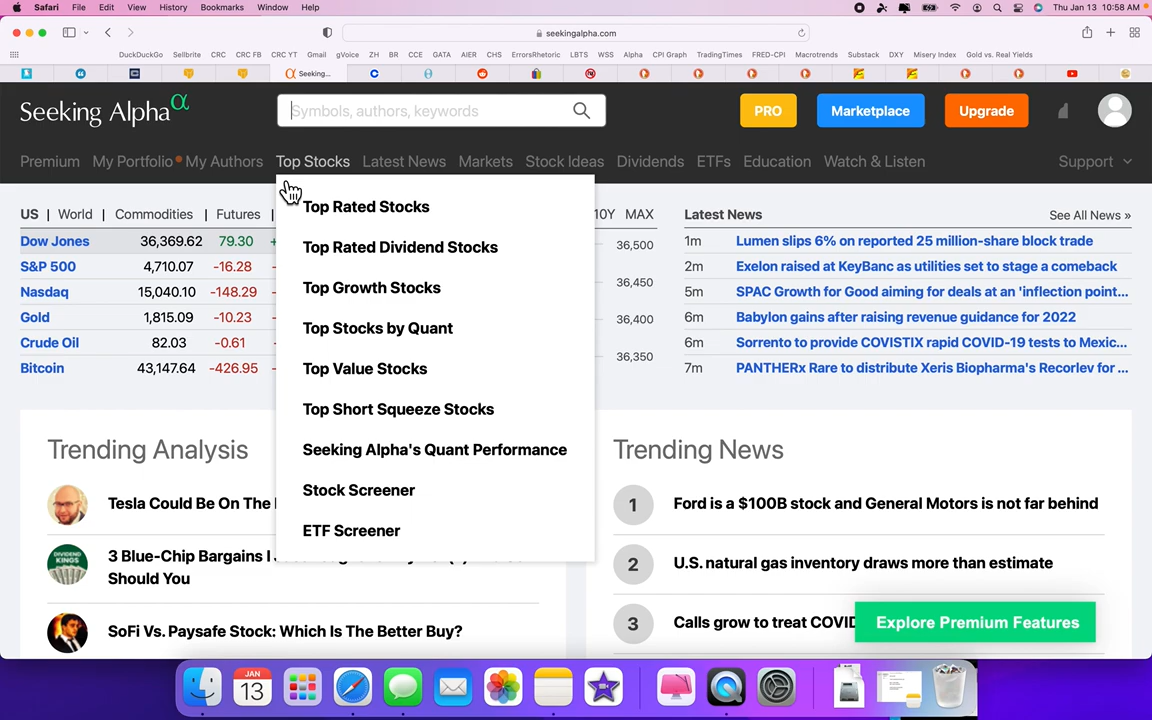 Safari File Edit View History Bookmarks Window Help Thu Jan 13 10:58 AM
seekingalpha.com
DuckDuckGo Sellbrite CRC CRC FB CRC YT Gmail gVoice ZH BR CCE GATA AIER CHS ErrorsRhetoric LBTS WSS Alpha CPI Graph TradingTimes FRED-CPI Macrotrends Substack DXY Misery Index Gold vs. Real Yields
Seeking...
Seeking Alpha α
Symbols, authors, keywords
PRO
Marketplace
Upgrade
Premium My Portfolio My Authors Top Stocks Latest News Markets Stock Ideas Dividends ETFs Education Watch & Listen Support
US | World | Commodities | Futures |
10Y MAX
Dow Jones 36,369.62 79.30 +
S&P 500 4,710.07 -16.28 -
Nasdaq 15,040.10 -148.29 -
Gold 1,815.09 -10.23 -
Crude Oil 82.03 -0.61 -
Bitcoin 43,147.64 -426.95 -
Top Rated Stocks
Top Rated Dividend Stocks
Top Growth Stocks
Top Stocks by Quant
Top Value Stocks
Top Short Squeeze Stocks
Seeking Alpha's Quant Performance
Stock Screener
ETF Screener
36,500
36,450
36,400
36,350
Latest News See All News »
1m Lumen slips 6% on reported 25 million-share block trade
2m Exelon raised at KeyBanc as utilities set to stage a comeback
5m SPAC Growth for Good aiming for deals at an 'inflection point...
6m Babylon gains after raising revenue guidance for 2022
6m Sorrento to provide COVISTIX rapid COVID-19 tests to Mexic...
7m PANTHERx Rare to distribute Xeris Biopharma's Recorlev for ...
Trending Analysis
Tesla Could Be On The
DIVIDEND KINGS
3 Blue-Chip Bargains I
Should You
SoFi Vs. Paysafe Stock: Which Is The Better Buy?
Trending News
1 Ford is a $100B stock and General Motors is not far behind
2 U.S. natural gas inventory draws more than estimate
3 Calls grow to treat COVID
Explore Premium Features
JAN
13